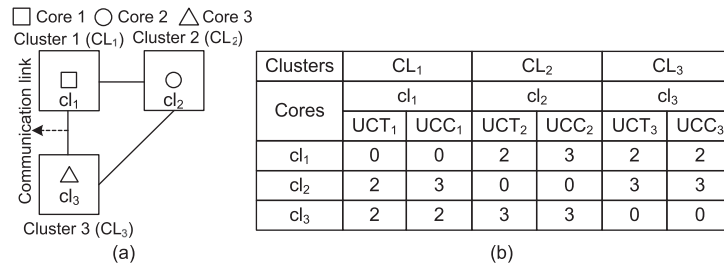 Core 1 Core 2 Core 3
Cluster 1 (CL₁) Cluster 2 (CL₂)
Communication link
cl₁
cl₂
cl₃
Cluster 3 (CL₃)
(a)
Clusters CL₁ CL₂ CL₃
Cores cl₁ cl₂ cl₃
UCT₁ UCC₁ UCT₂ UCC₂ UCT₃ UCC₃
cl₁ 0 0 2 3 2 2
cl₂ 2 3 0 0 3 3
cl₃ 2 2 3 3 0 0
(b)